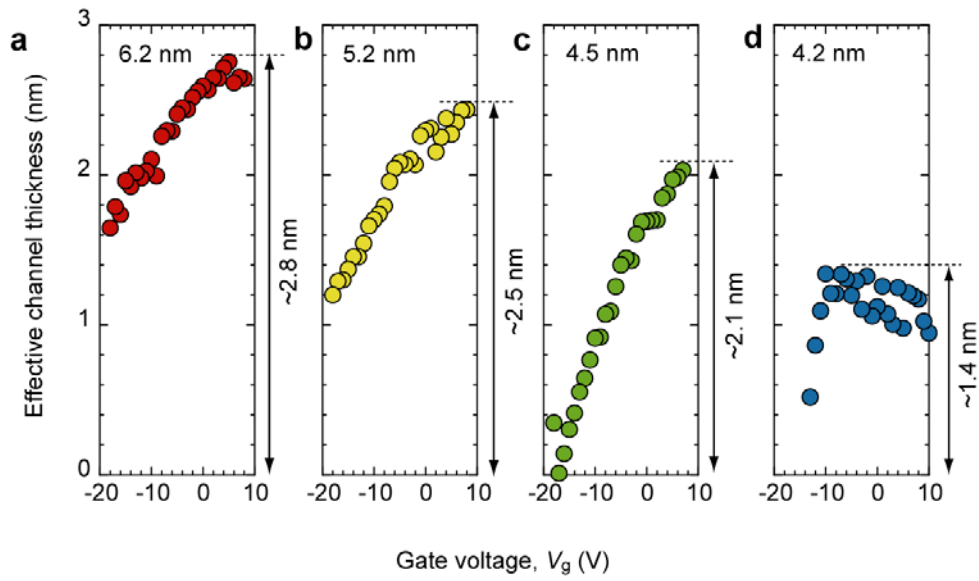 a
6.2 nm
b
5.2 nm
c
4.5 nm
d
4.2 nm
3
2
1
0
Effective channel thickness (nm)
~2.8 nm
~2.5 nm
~2.1 nm
~1.4 nm
-20 -10 0 10
-20 -10 0 10
-20 -10 0 10
-20 -10 0 10
Gate voltage, Vg (V)